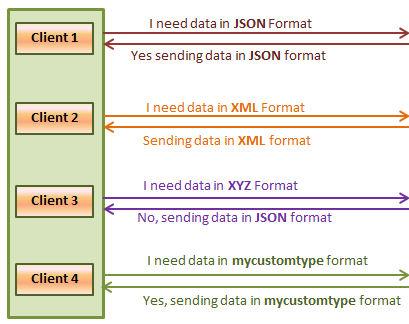 I need data in JSON Format
Client 1
Yes sending data in JSON format
I need data in XML Format
Client 2
Sending data in XML format
I need data in XYZ Format
Client 3
No, sending data in JSON format
I need data in mycustomtype format
Client 4
Yes, sending data in mycustomtype format